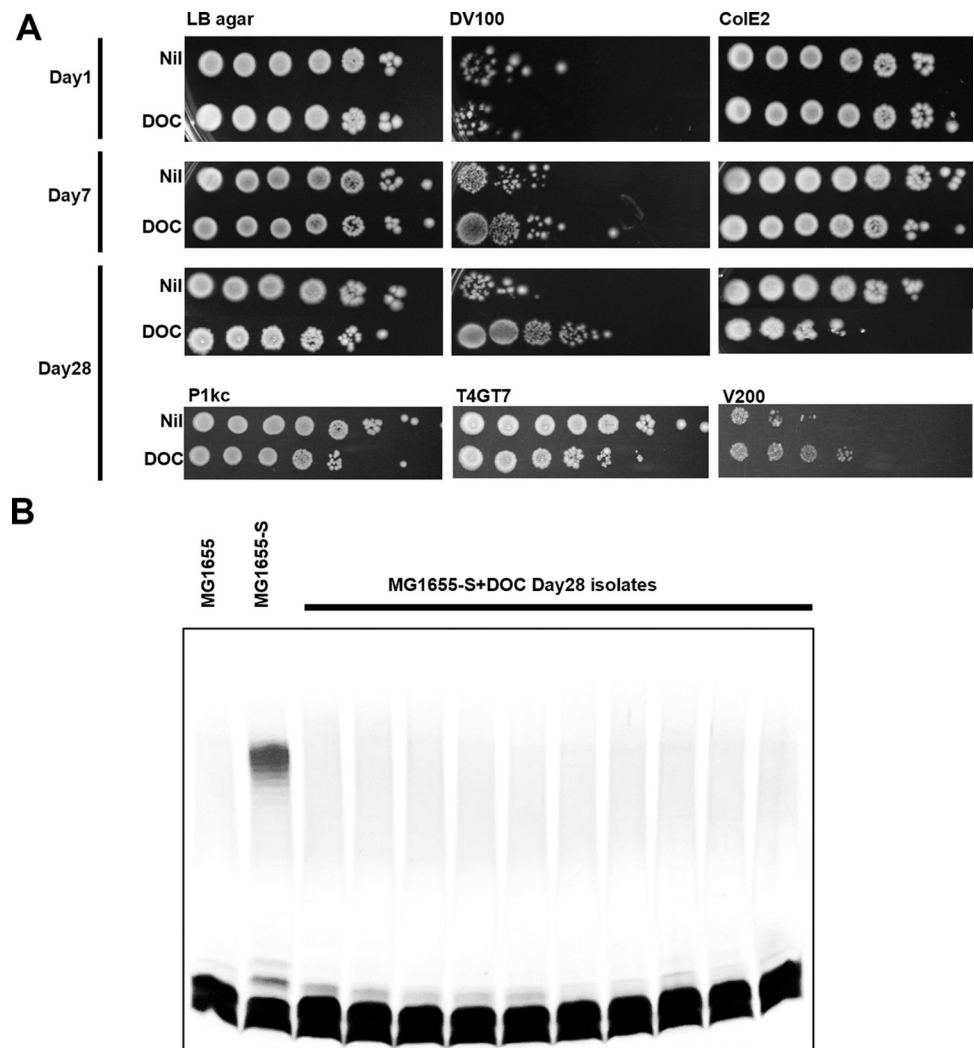 A
LB agar DV100 ColE2
Day1
Nil
DOC
Day7
Nil
DOC
Day28
Nil
DOC
P1kc T4GT7 V200
Nil
DOC
B
MG1655
MG1655-S
MG1655-S+DOC Day28 isolates